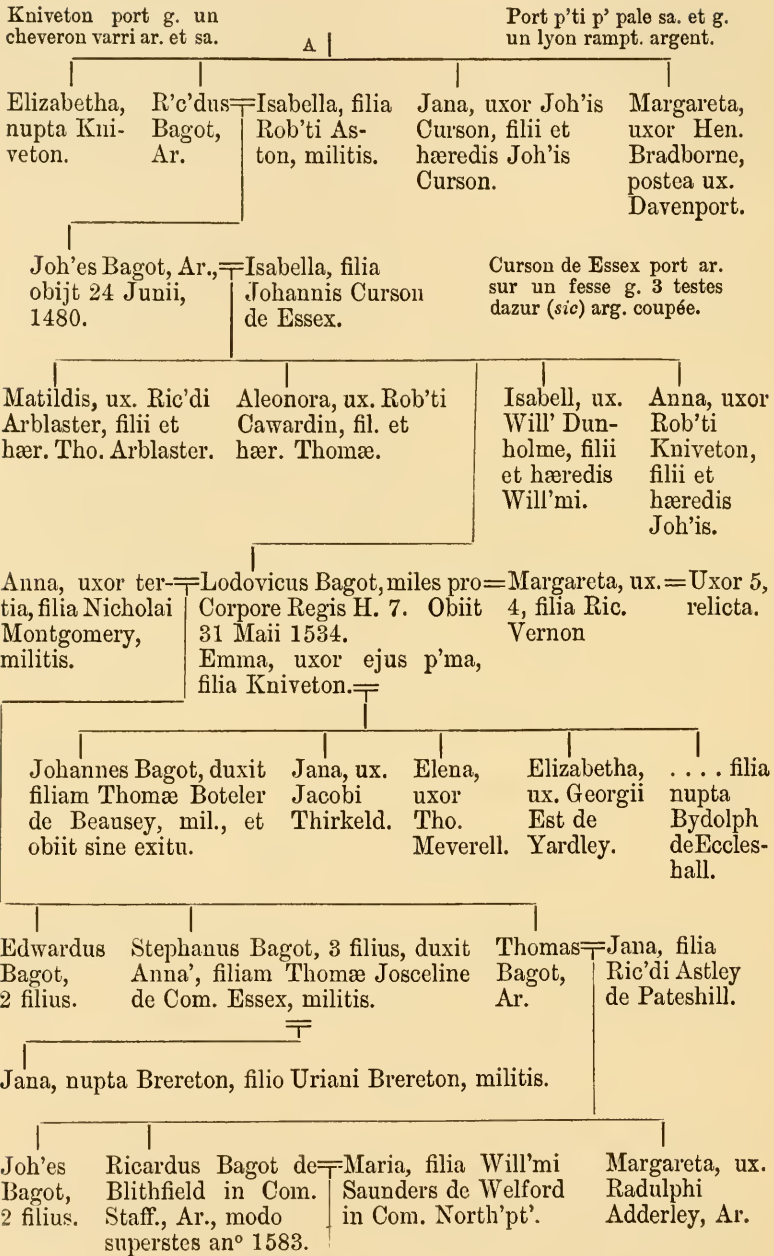 Kniveton port g. un
cheveron varri ar. et sa.
Port p'ti p' pale sa. et g.
un lyon rampt. argent.
A
Elizabetha,
nupta Kni-
veton.
R'c'dus
Bagot,
Ar.
Isabella, filia
Rob'ti As-
ton, militis.
Jana, uxor Joh'is
Curson, filii et
hæredis Joh'is
Curson.
Margareta,
uxor Hen.
Bradborne,
postea ux.
Davenport.
Joh'es Bagot, Ar.,
obijt 24 Junii,
1480.
Isabella, filia
Johannis Curson
de Essex.
Curson de Essex port ar.
sur un fesse g. 3 testes
dazur (sic) arg. coupée.
Matildis, ux. Ric'di
Arblaster, filii et
hær. Tho. Arblaster.
Aleonora, ux. Rob'ti
Cawardin, fil. et
hær. Thomæ.
Isabell, ux.
Will' Dun-
holme, filii
et hæredis
Will'mi.
Anna, uxor
Rob'ti
Kniveton,
filii et
hæredis
Joh'is.
Anna, uxor ter-
tia, filia Nicholai
Montgomery,
militis.
Lodovicus Bagot, miles pro
Corpore Regis H. 7. Obiit
31 Maii 1534.
Emma, uxor ejus p'ma,
filia Kniveton.
=Margareta, ux.
4, filia Ric.
Vernon
=Uxor 5,
relicta.
Johannes Bagot, duxit
filiam Thomæ Boteler
de Beausey, mil., et
obiit sine exitu.
Jana, ux.
Jacobi
Thirkeld.
Elena,
uxor
Tho.
Meverell.
Elizabetha,
ux. Georgii
Est de
Yardley.
. . . . filia
nupta
Bydolph
de Eccles-
hall.
Edwardus
Bagot,
2 filius.
Stephanus Bagot, 3 filius, duxit
Anna', filiam Thomæ Josceline
de Com. Essex, militis.
Thomas
Bagot,
Ar.
Jana, filia
Ric'di Astley
de Pateshill.
Jana, nupta Brereton, filio Uriani Brereton, militis.
Joh'es
Bagot,
2 filius.
Ricardus Bagot de
Blithfield in Com.
Staff., Ar., modo
superstes anº 1583.
Maria, filia Will'mi
Saunders de Welford
in Com. North'pt'.
Margareta, ux.
Radulphi
Adderley, Ar.